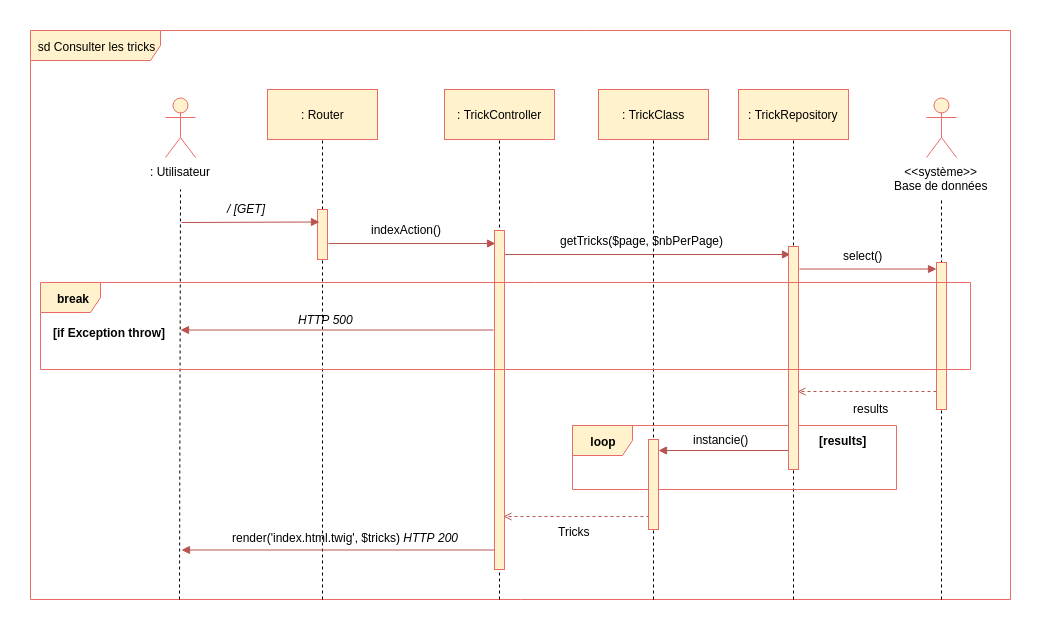 sd Consulter les tricks
: Router
: TrickController
: TrickClass
: TrickRepository
: Utilisateur
<<système>>
Base de données
/ [GET]
indexAction()
getTricks($page, $nbPerPage)
select()
break
[if Exception throw]
HTTP 500
results
loop
instancie()
[results]
Tricks
render('index.html.twig', $tricks) HTTP 200